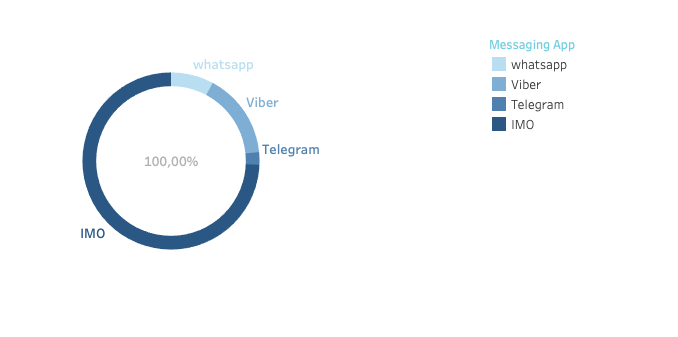 whatsapp
Viber
Telegram
100,00%
IMO
Messaging App
whatsapp
Viber
Telegram
IMO